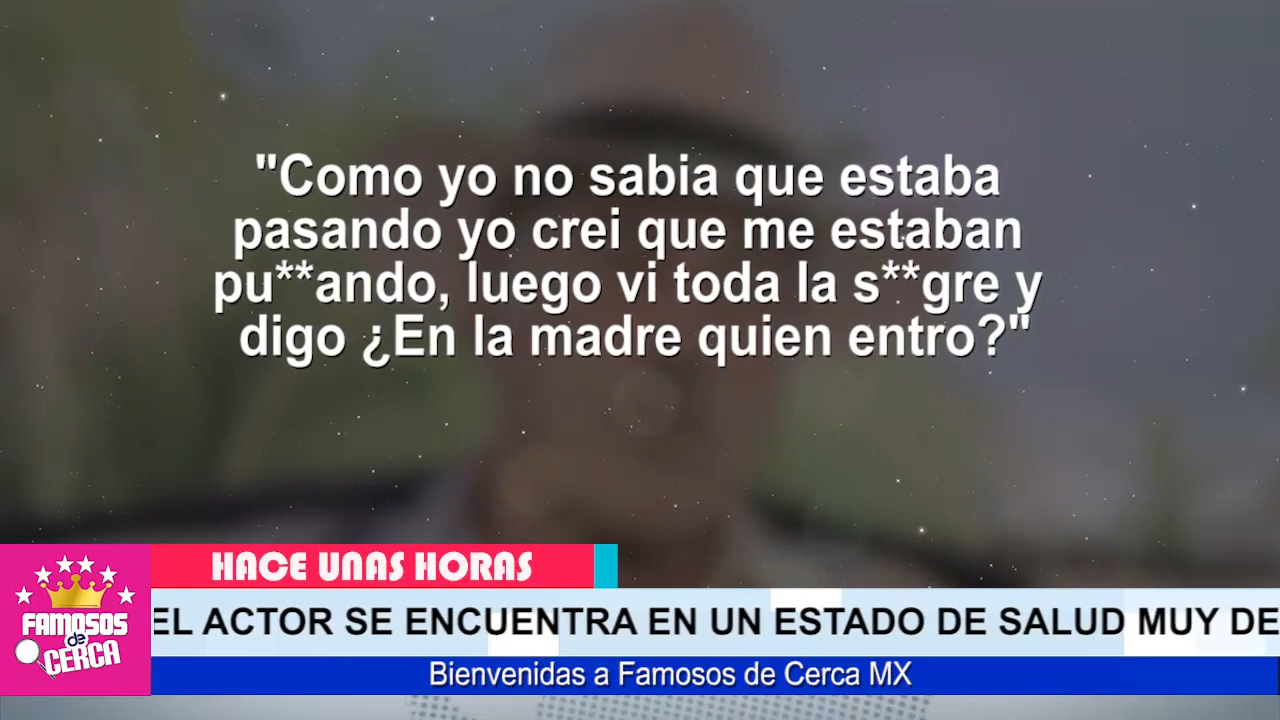 "Como yo no sabia que estaba
pasando yo crei que me estaban
pu**ando, luego vi toda la s**gre y
digo ¿En la madre quien entro?"
HACE UNAS HORAS
FAMOSOS
de
CERCA
EL ACTOR SE ENCUENTRA EN UN ESTADO DE SALUD MUY DE
Bienvenidas a Famosos de Cerca MX